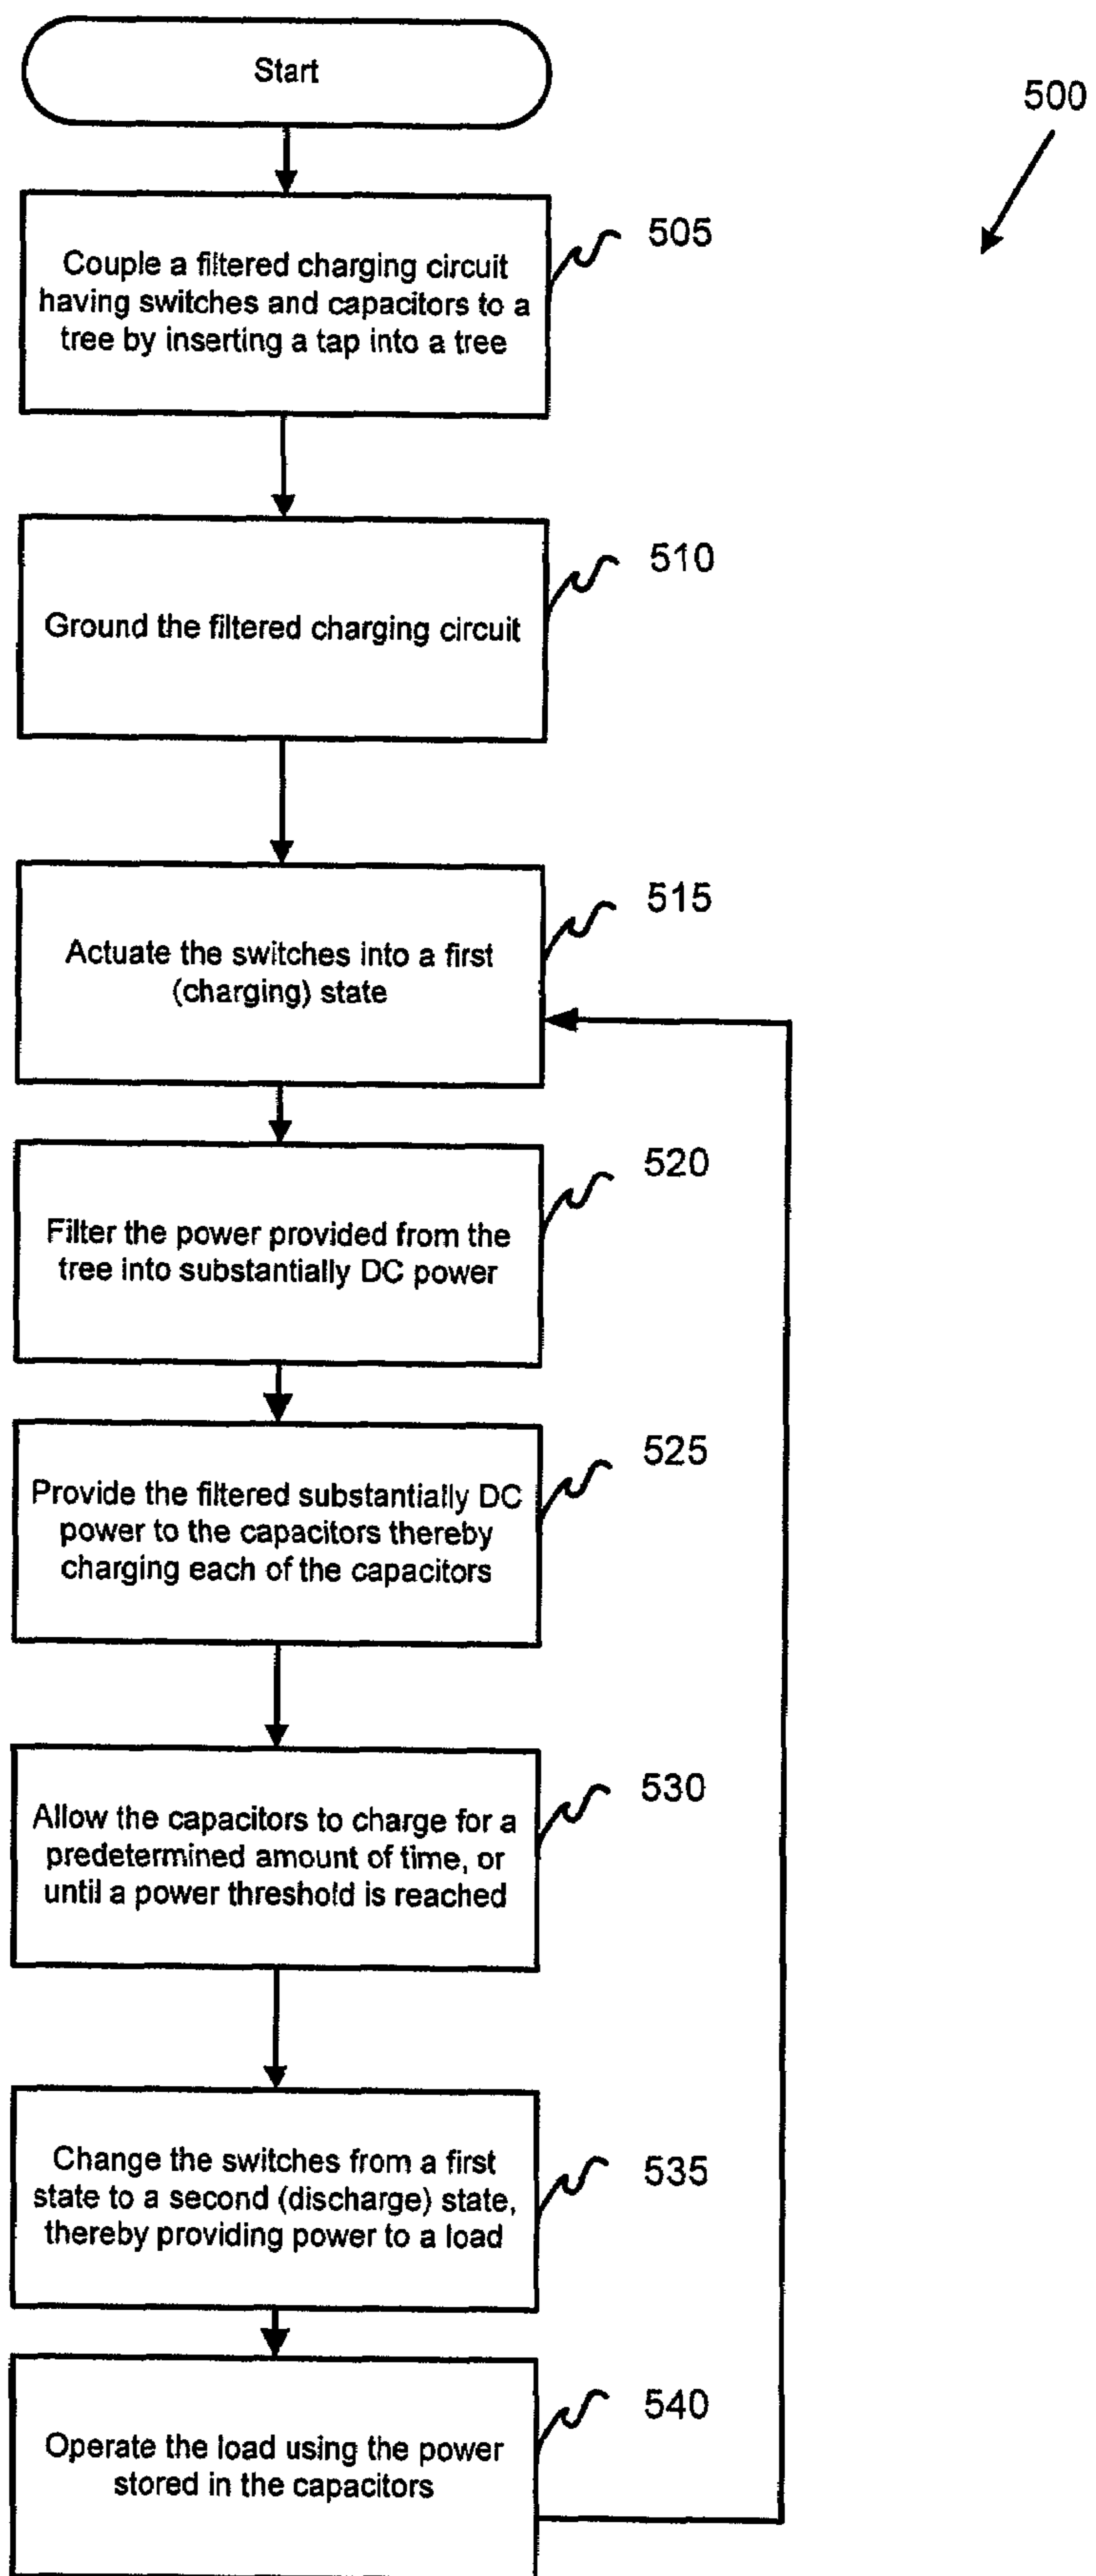 Start
500
505
Couple a filtered charging circuit
having switches and capacitors to a
tree by inserting a tap into a tree
510
Ground the filtered charging circuit
515
Actuate the switches into a first
(charging) state
520
Filter the power provided from the
tree into substantially DC power
525
Provide the filtered substantially DC
power to the capacitors thereby
charging each of the capacitors
530
Allow the capacitors to charge for a
predetermined amount of time, or
until a power threshold is reached
535
Change the switches from a first
state to a second (discharge) state,
thereby providing power to a load
540
Operate the load using the power
stored in the capacitors